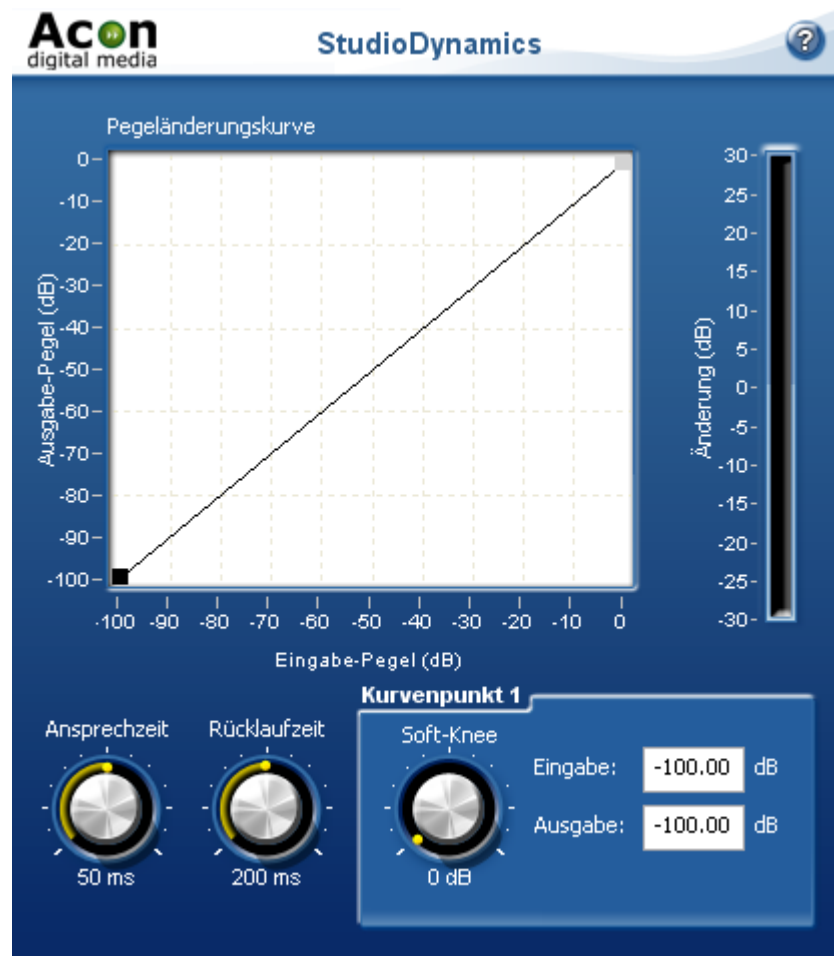 Acon
digital media
StudioDynamics
?
Pegeländerungskurve
Ausgabe-Pegel (dB)
0
-10
-20
-30
-40
-50
-60
-70
-80
-90
-100
-100 -90 -80 -70 -60 -50 -40 -30 -20 -10 0
Eingabe-Pegel (dB)
Änderung (dB)
30
25
20
15
10
5
0
-5
-10
-15
-20
-25
-30
Ansprechzeit
50 ms
Rücklaufzeit
200 ms
Kurvenpunkt 1
Soft-Knee
0 dB
Eingabe: -100.00 dB
Ausgabe: -100.00 dB